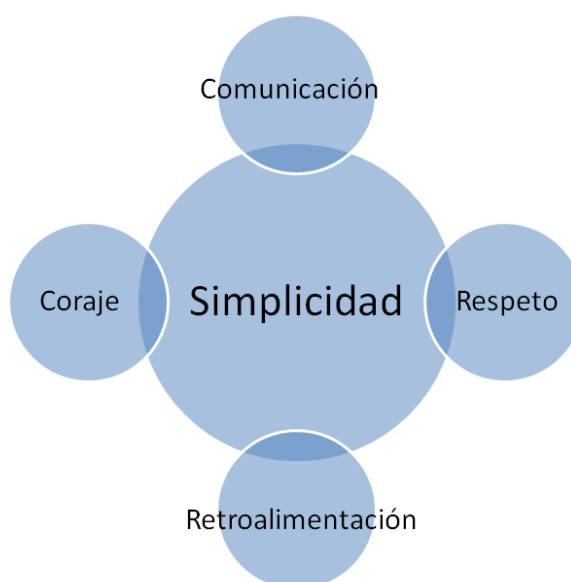 Comunicación
Coraje
Simplicidad
Respeto
Retroalimentación